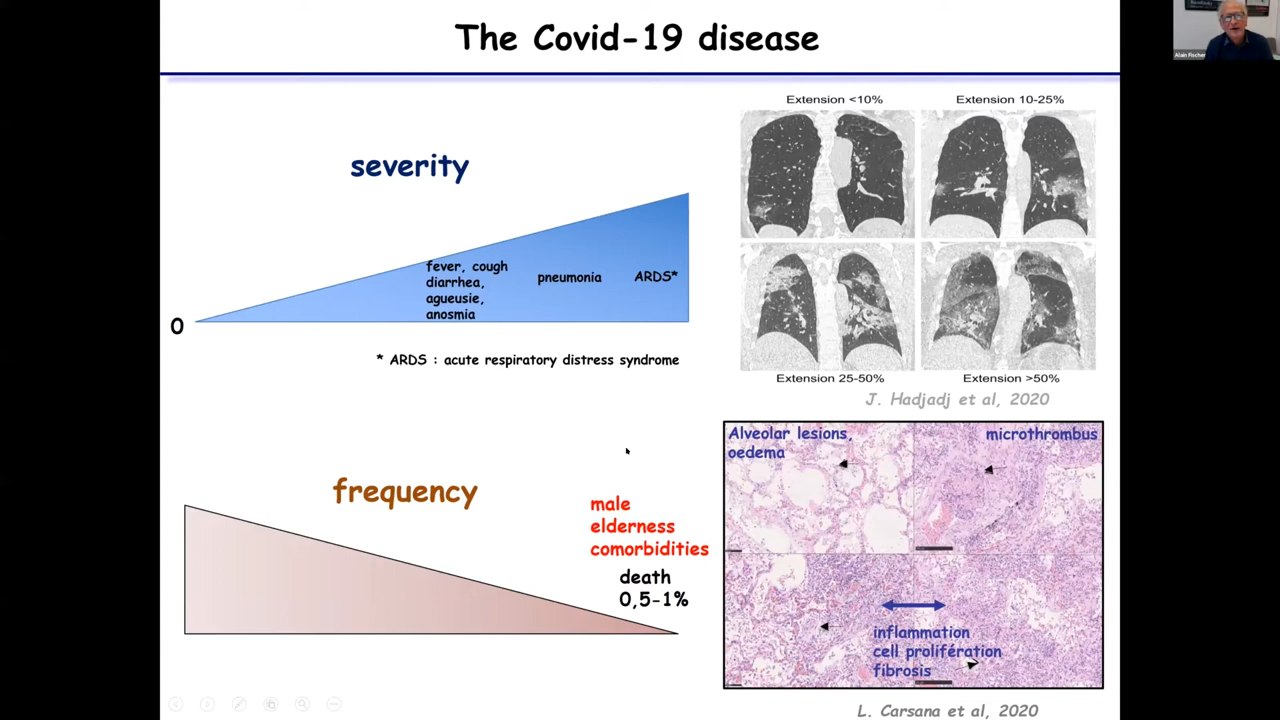 The Covid-19 disease
Alain Fischer
severity
fever, cough
diarrhea,
agueusie,
anosmia
pneumonia
ARDS*
0
* ARDS : acute respiratory distress syndrome
frequency
male
elderness
comorbidities
death
0,5-1%
Extension <10%
Extension 10-25%
Extension 25-50%
Extension >50%
J. Hadjadj et al, 2020
Alveolar lesions,
oedema
microthrombus
inflammation
cell prolifération
fibrosis
L. Carsana et al, 2020